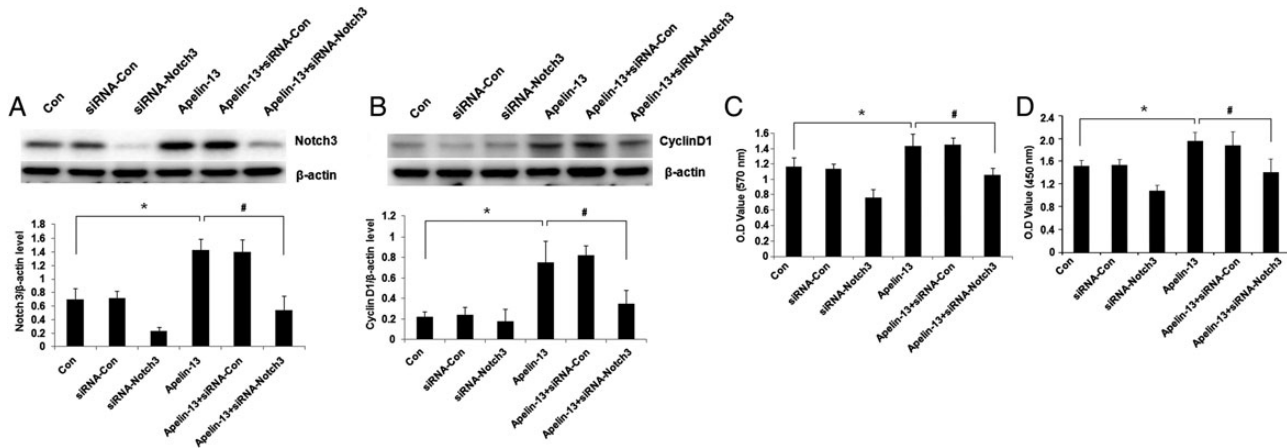 A
Con
siRNA-Con
siRNA-Notch3
Apelin-13
Apelin-13+siRNA-Con
Apelin-13+siRNA-Notch3
Notch3
β-actin
Notch 3/β-actin level
1.8
1.6
1.4
1.2
1
0.8
0.6
0.4
0.2
0
*
#
Con
siRNA-Con
siRNA-Notch3
Apelin-13
Apelin-13+siRNA-Con
Apelin-13+siRNA-Notch3
B
Con
siRNA-Con
siRNA-Notch3
Apelin-13
Apelin-13+siRNA-Con
Apelin-13+siRNA-Notch3
CyclinD1
β-actin
Cyclin D1/β-actin level
1.2
1
0.8
0.6
0.4
0.2
0
*
#
Con
siRNA-Con
siRNA-Notch3
Apelin-13
Apelin-13+siRNA-Con
Apelin-13+siRNA-Notch3
C
O.D Value (570 nm)
1.6
1.4
1.2
1
0.8
0.6
0.4
0.2
0
*
#
Con
siRNA-Con
siRNA-Notch3
Apelin-13
Apelin-13+siRNA-Con
Apelin-13+siRNA-Notch3
D
O.D Value (450 nm)
2.4
2.0
1.6
1.2
0.8
0.4
0
*
#
Con
siRNA-Con
siRNA-Notch3
Apelin-13
Apelin-13+siRNA-Con
Apelin-13+siRNA-Notch3